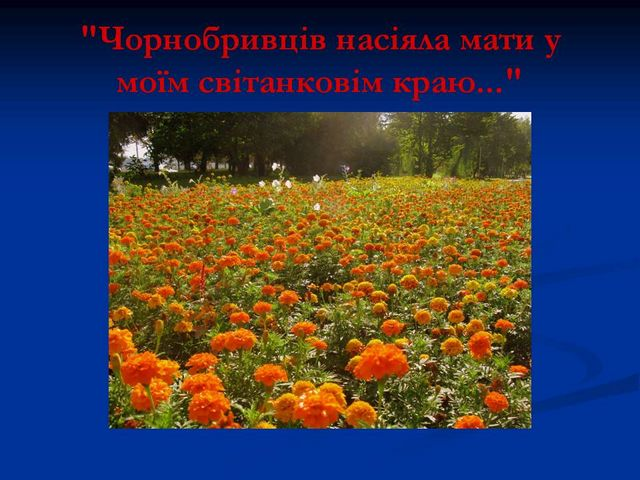 "Чорнобривців насіяла мати у
моїм світанковім краю..."